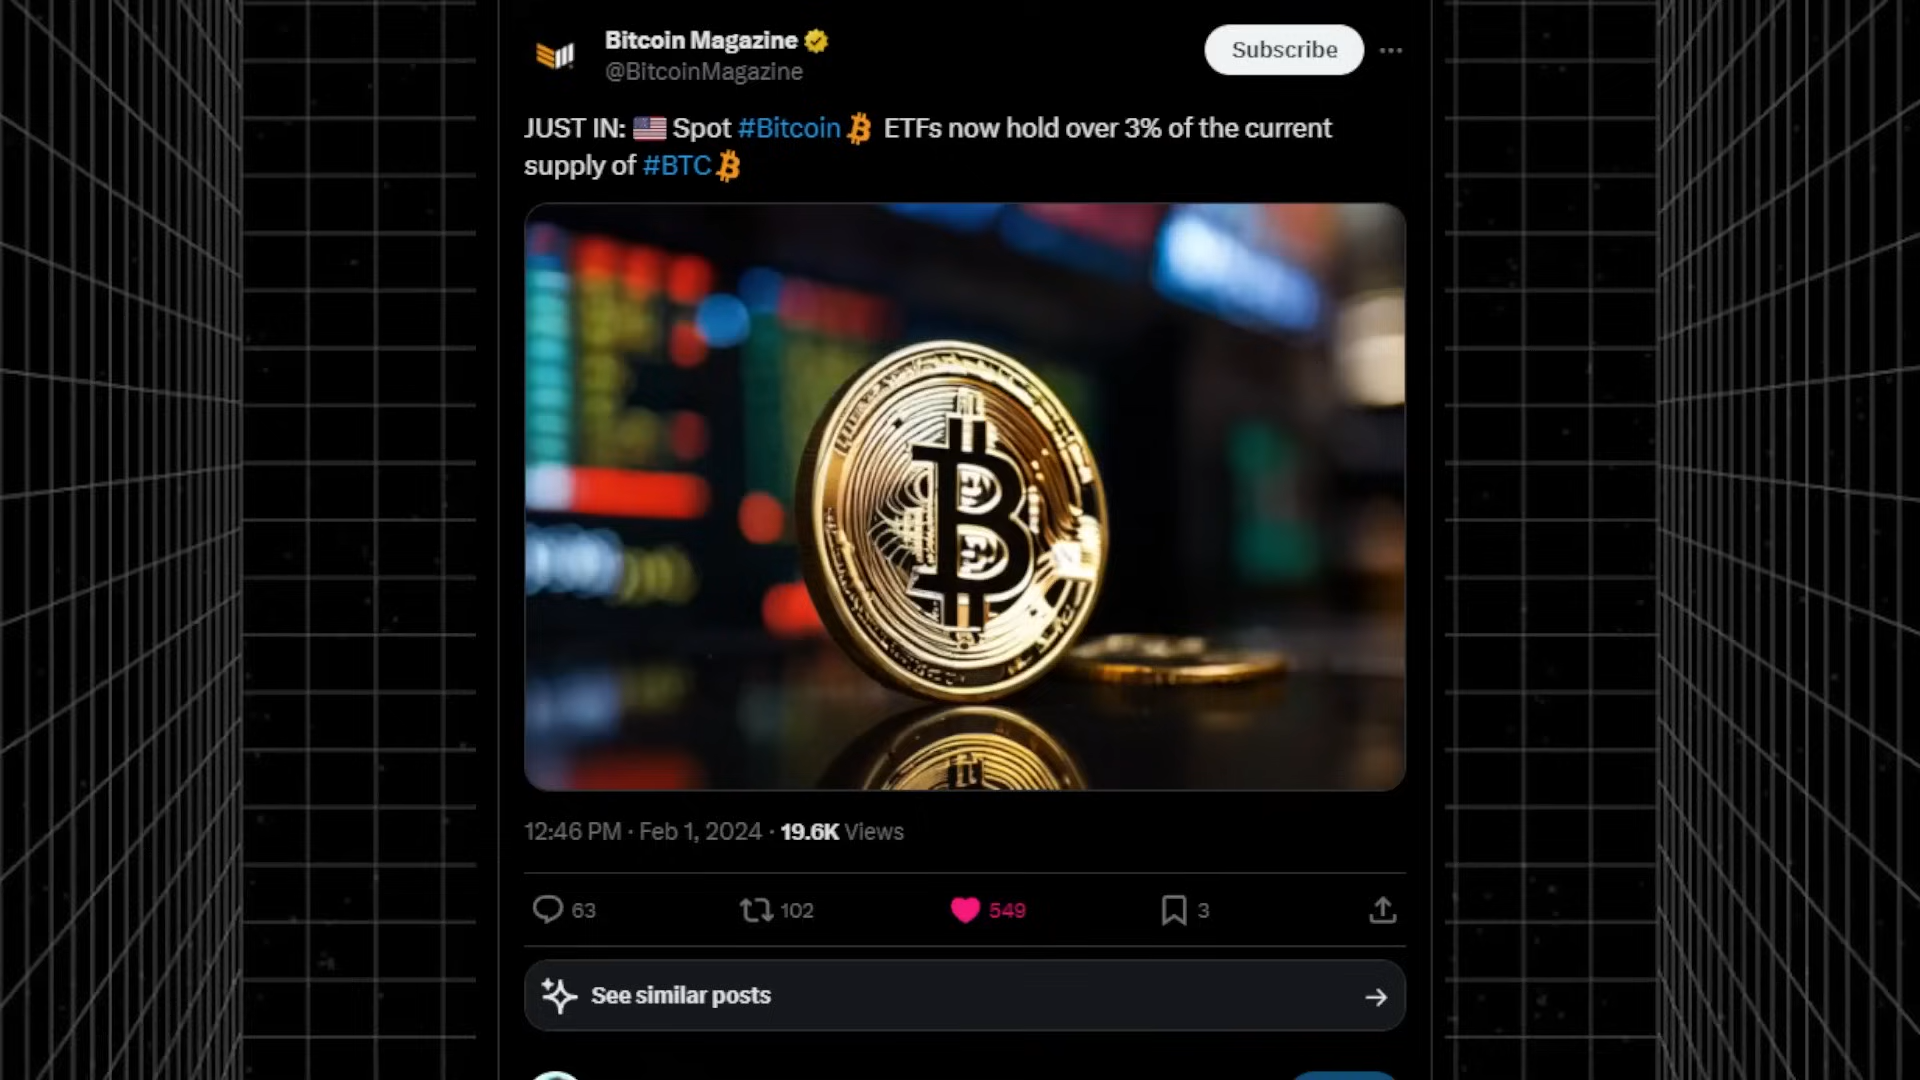 Bitcoin Magazine
@BitcoinMagazine
Subscribe
JUST IN: 🇺🇸 Spot #Bitcoin ETFs now hold over 3% of the current
supply of #BTC
12:46 PM · Feb 1, 2024 · 19.6K Views
63
102
549
3
See similar posts